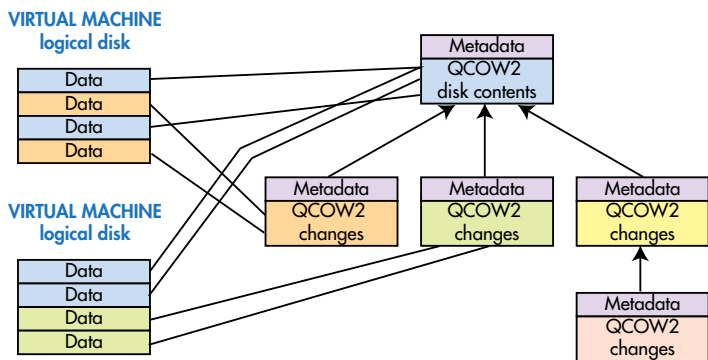 VIRTUAL MACHINE
logical disk
Data
Data
Data
Data
Metadata
QCOW2
disk contents
Metadata
QCOW2
changes
Metadata
QCOW2
changes
Metadata
QCOW2
changes
VIRTUAL MACHINE
logical disk
Data
Data
Data
Data
Metadata
QCOW2
changes